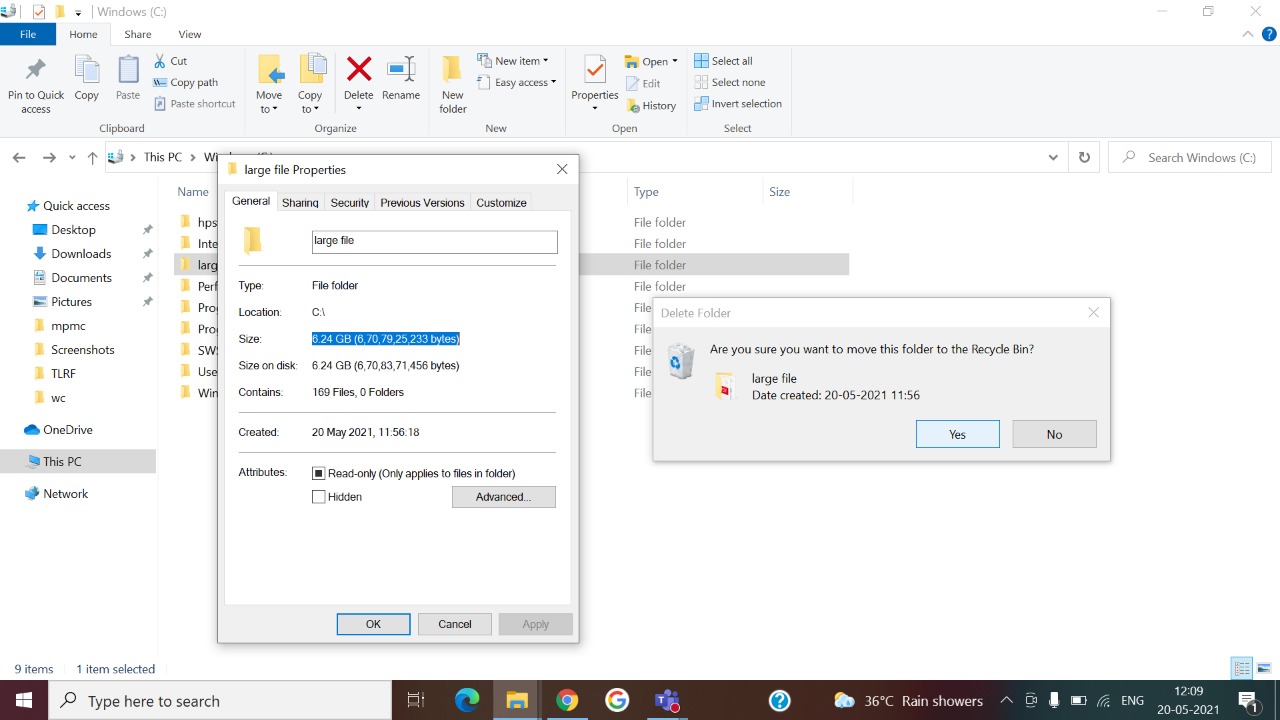 Windows (C:)
File Home Share View
Pin to Quick access
Copy
Paste
Cut
Copy path
Paste shortcut
Move to
Copy to
Delete
Rename
New folder
New item
Easy access
Properties
Open
Edit
History
Select all
Select none
Invert selection
Clipboard Organize New Open Select
This PC
Search Windows (C:)
Name Type Size
Quick access
Desktop
Downloads
Documents
Pictures
mpmc
Screenshots
TLRF
wc
OneDrive
This PC
Network
hps
Inte
larg
Perf
Prog
Prog
SWS
Use
Win
File folder
File folder
File folder
File folder
large file Properties
General Sharing Security Previous Versions Customize
large file
Type: File folder
Location: C:\
Size: 6.24 GB (6,70,79,25,233 bytes)
Size on disk: 6.24 GB (6,70,83,71,456 bytes)
Contains: 169 Files, 0 Folders
Created: 20 May 2021, 11:56:18
Attributes: Read-only (Only applies to files in folder)
Hidden Advanced...
OK Cancel Apply
Delete Folder
Are you sure you want to move this folder to the Recycle Bin?
large file
Date created: 20-05-2021 11:56
Yes No
9 items 1 item selected
Type here to search
36°C Rain showers
ENG
12:09
20-05-2021
1